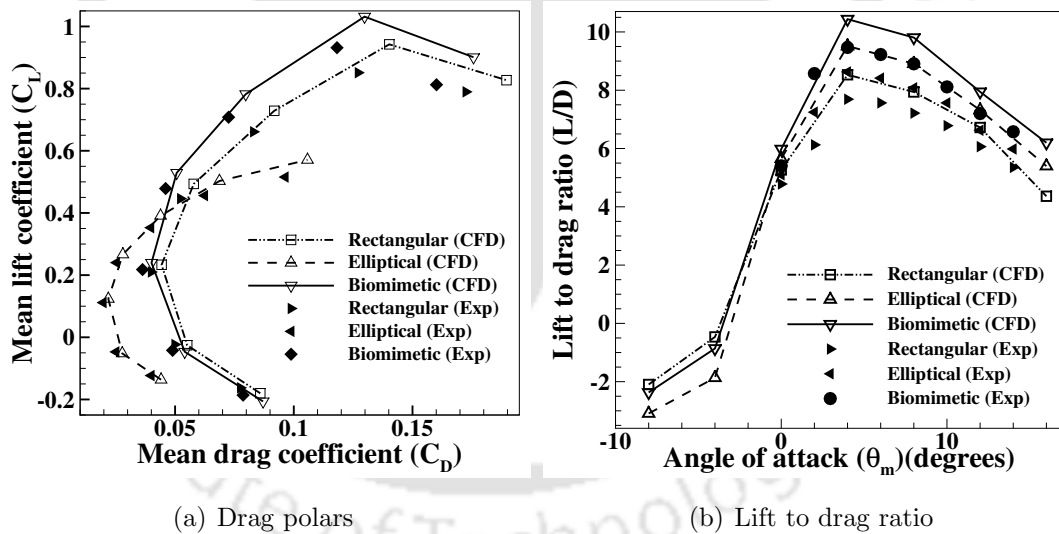 1
0.8
0.6
0.4
0.2
0
-0.2
Mean lift coefficient (C_L)
0.05 0.1 0.15
Mean drag coefficient (C_D)
Rectangular (CFD)
Elliptical (CFD)
Biomimetic (CFD)
Rectangular (Exp)
Elliptical (Exp)
Biomimetic (Exp)
(a) Drag polars
10
8
6
4
2
0
-2
Lift to drag ratio (L/D)
-10 0 10
Angle of attack (θ_m)(degrees)
Rectangular (CFD)
Elliptical (CFD)
Biomimetic (CFD)
Rectangular (Exp)
Elliptical (Exp)
Biomimetic (Exp)
(b) Lift to drag ratio